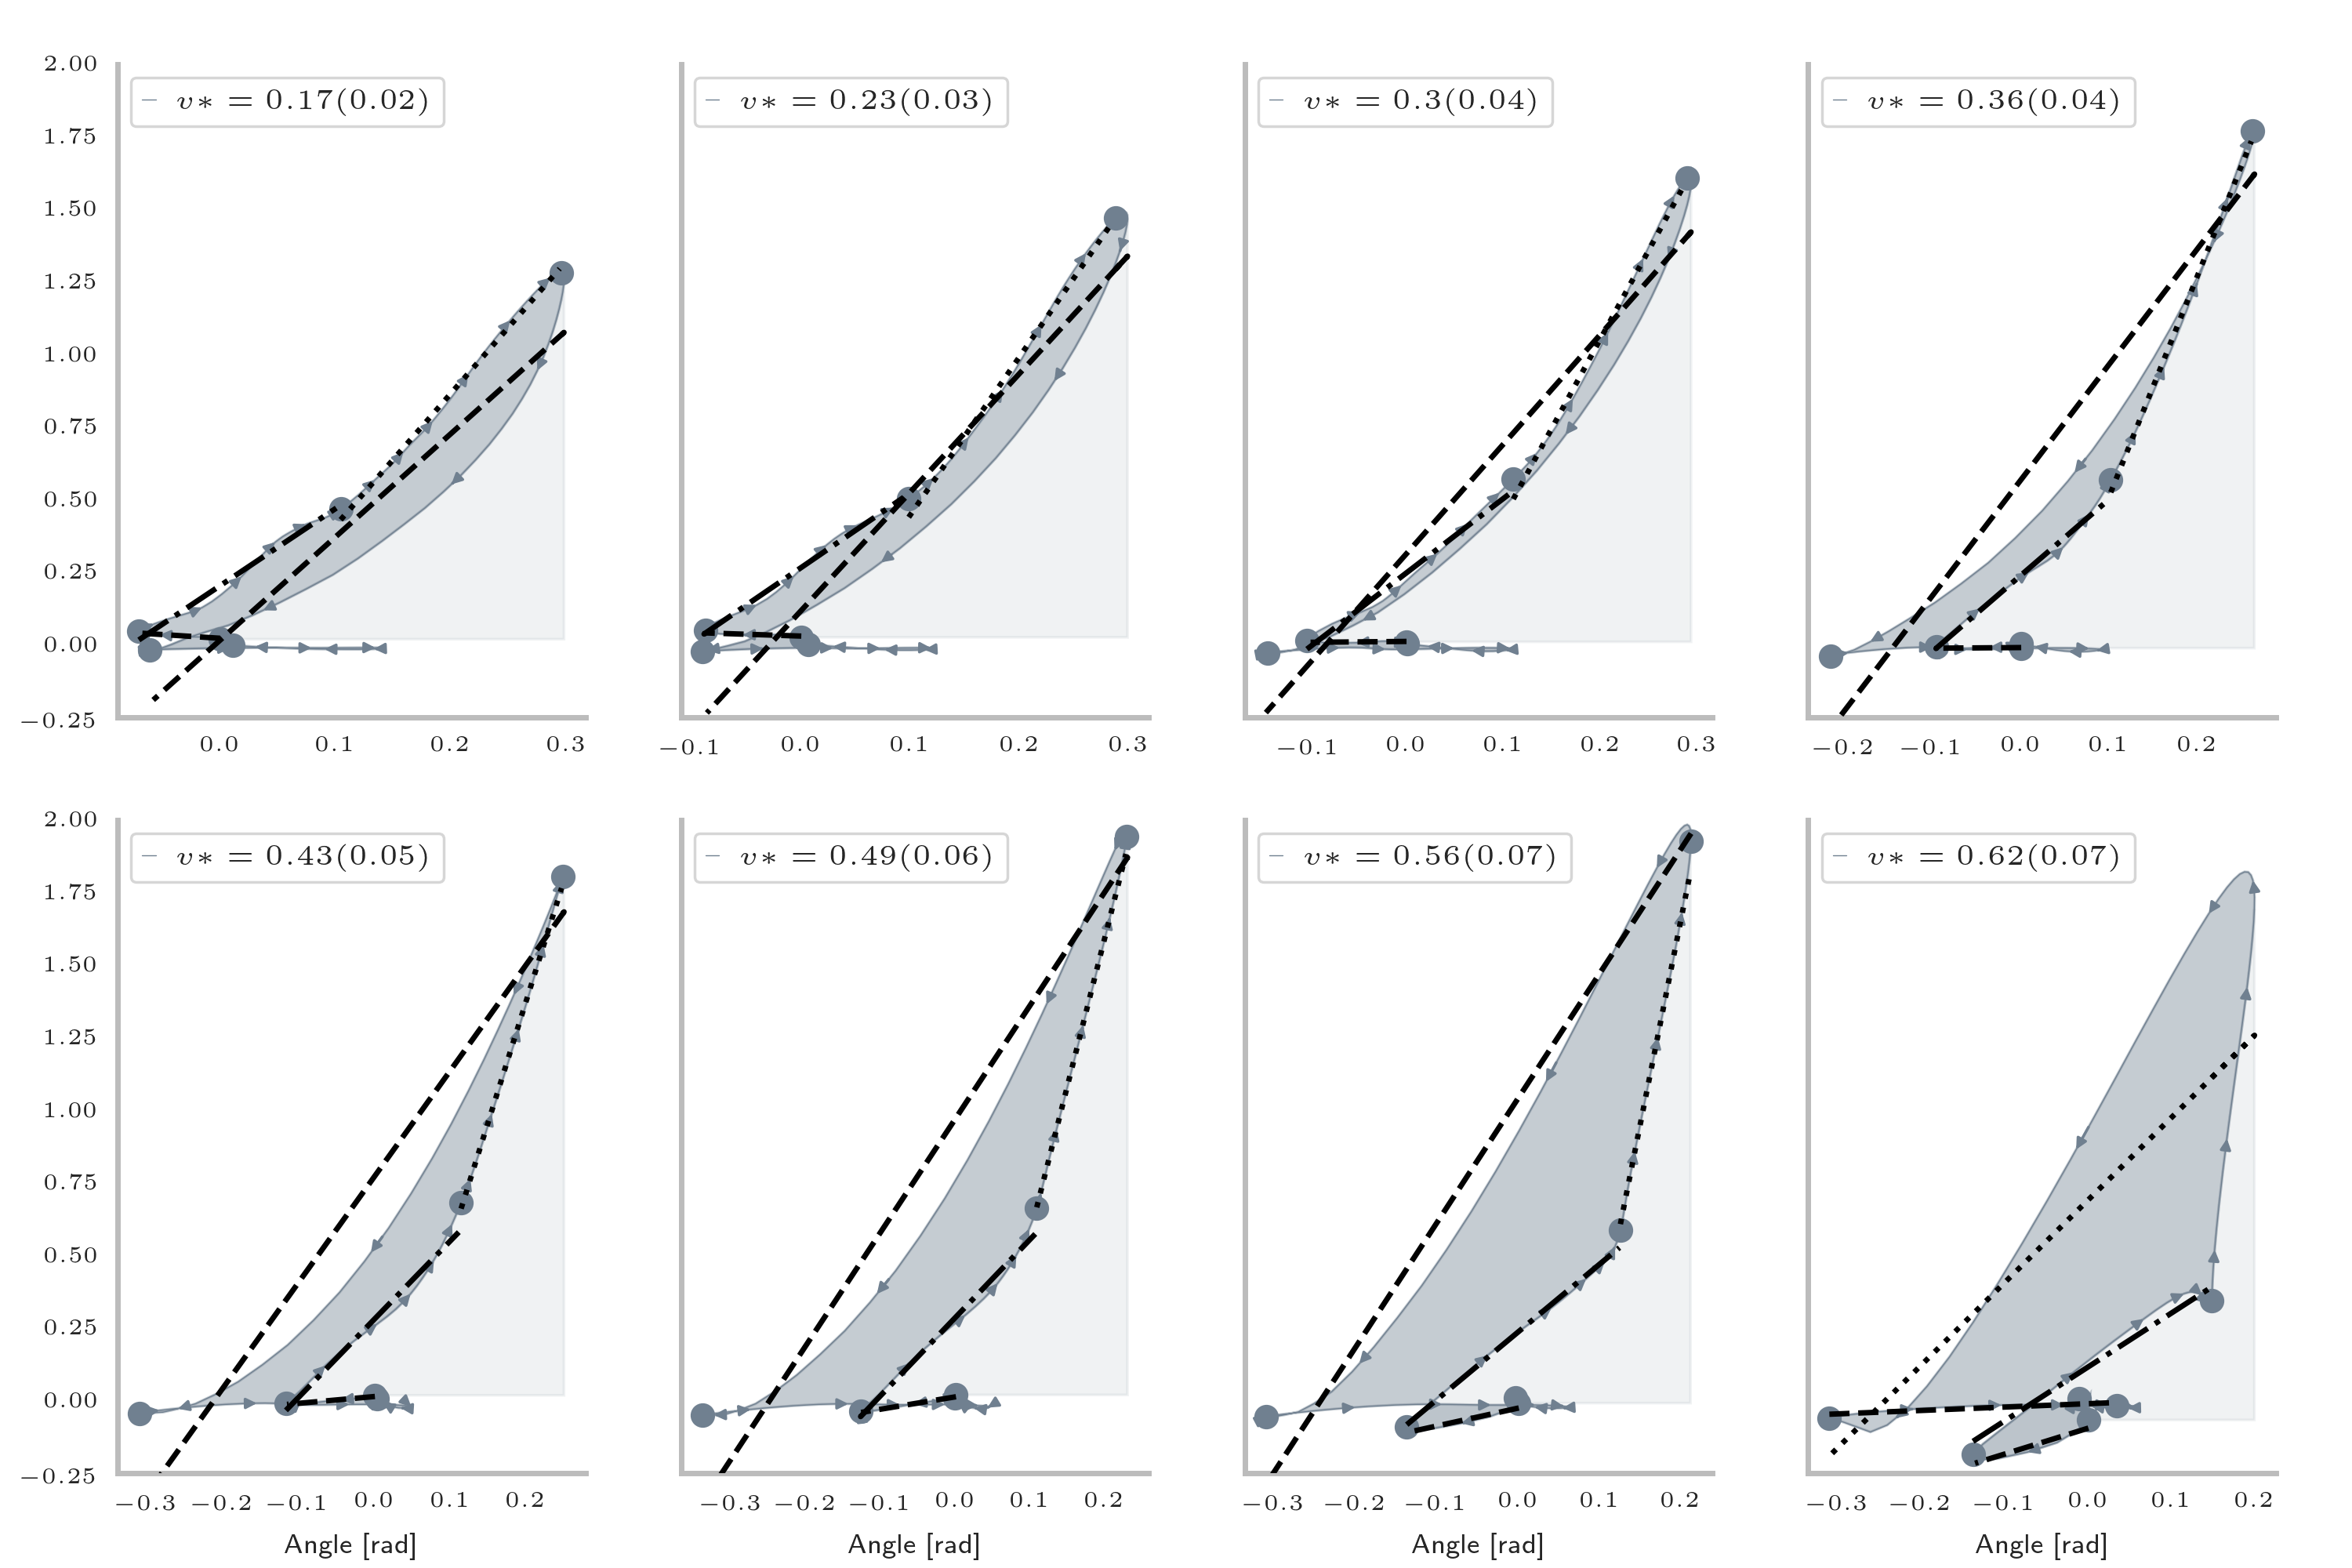 2.00
1.75
1.50
1.25
1.00
0.75
0.50
0.25
0.00
−0.25
v∗ = 0.17(0.02)
0.0 0.1 0.2 0.3
v∗ = 0.23(0.03)
−0.1 0.0 0.1 0.2 0.3
v∗ = 0.3(0.04)
−0.1 0.0 0.1 0.2 0.3
v∗ = 0.36(0.04)
−0.2 −0.1 0.0 0.1 0.2
2.00
1.75
1.50
1.25
1.00
0.75
0.50
0.25
0.00
−0.25
v∗ = 0.43(0.05)
−0.3 −0.2 −0.1 0.0 0.1 0.2
Angle [rad]
v∗ = 0.49(0.06)
−0.3 −0.2 −0.1 0.0 0.1 0.2
Angle [rad]
v∗ = 0.56(0.07)
−0.3 −0.2 −0.1 0.0 0.1 0.2
Angle [rad]
v∗ = 0.62(0.07)
−0.3 −0.2 −0.1 0.0 0.1 0.2
Angle [rad]